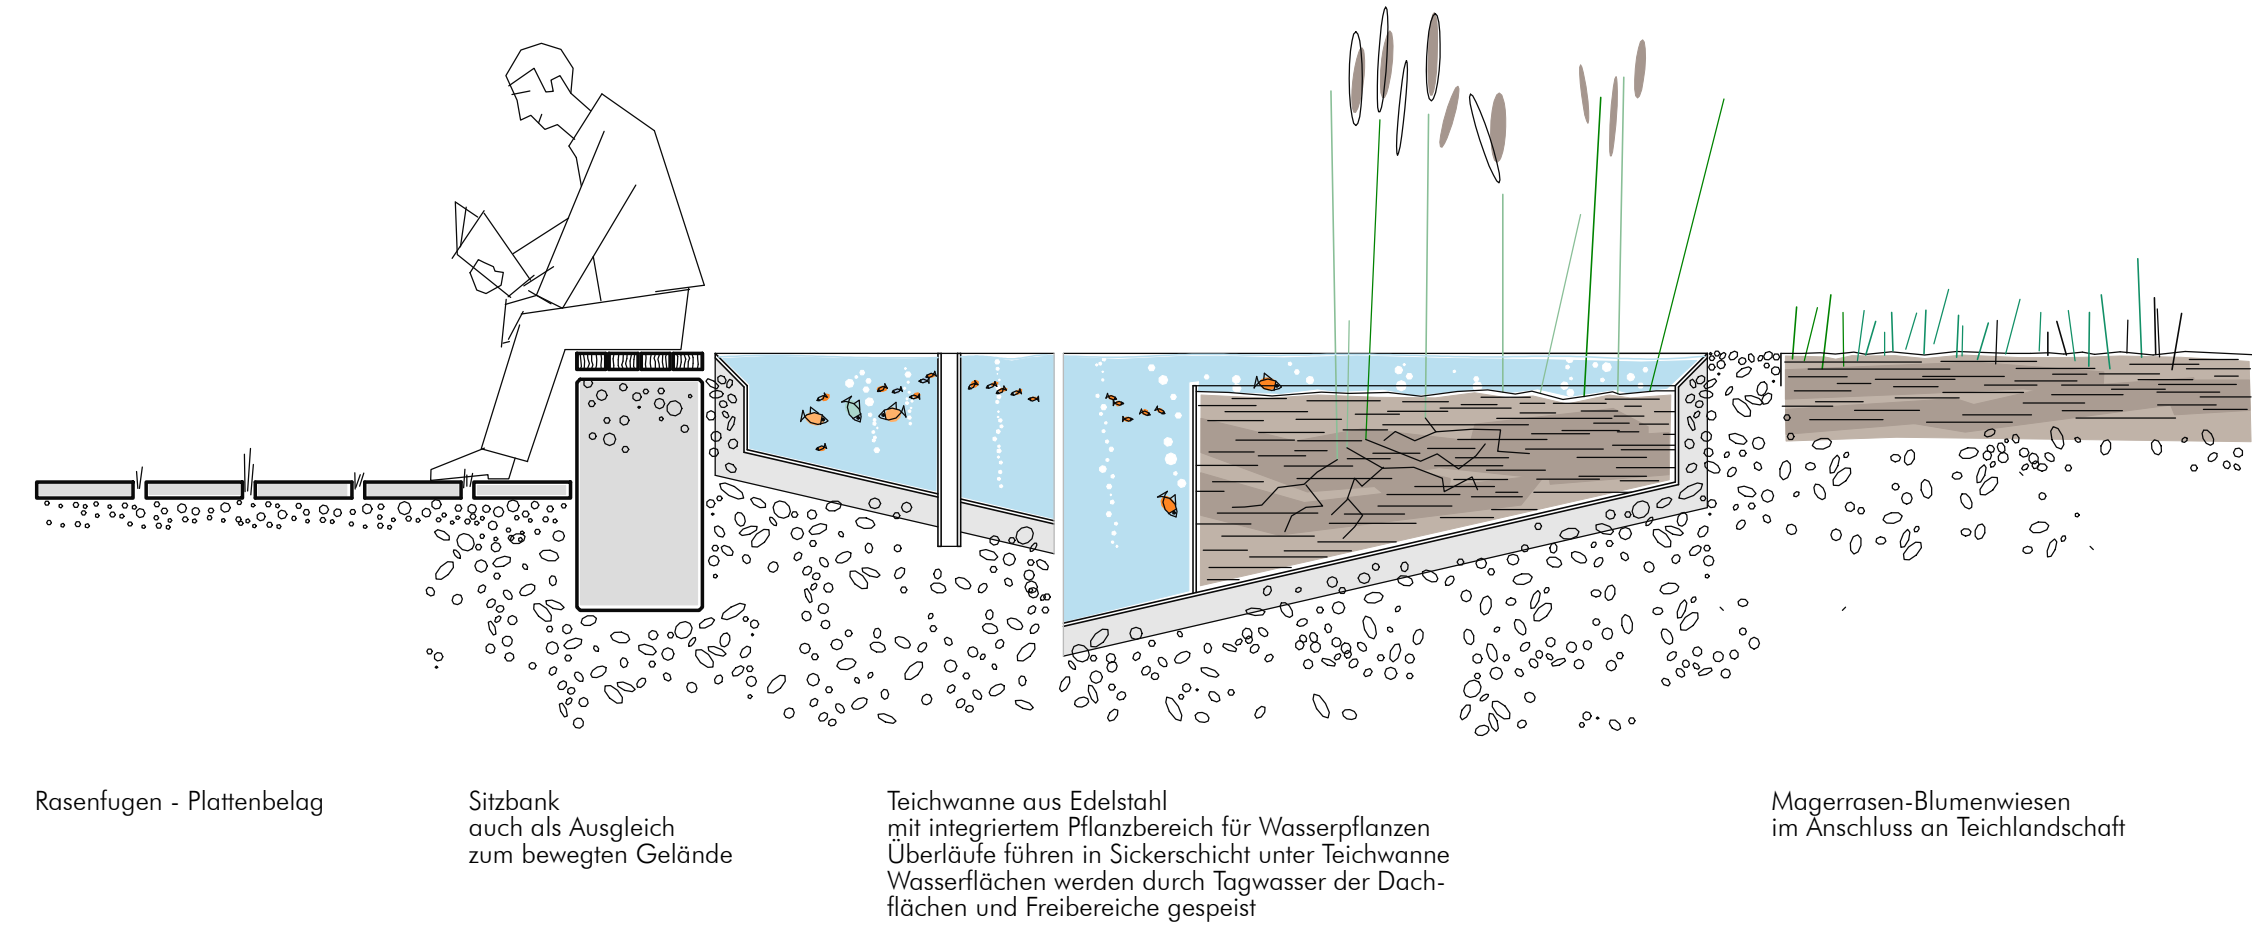 Rasenfugen - Plattenbelag
Sitzbank
auch als Ausgleich
zum bewegten Gelände
Teichwanne aus Edelstahl
mit integriertem Pflanzbereich für Wasserpflanzen
Überläufe führen in Sickerschicht unter Teichwanne
Wasserflächen werden durch Tagwasser der Dach-
flächen und Freibereiche gespeist
Magerrasen-Blumenwiesen
im Anschluss an Teichlandschaft